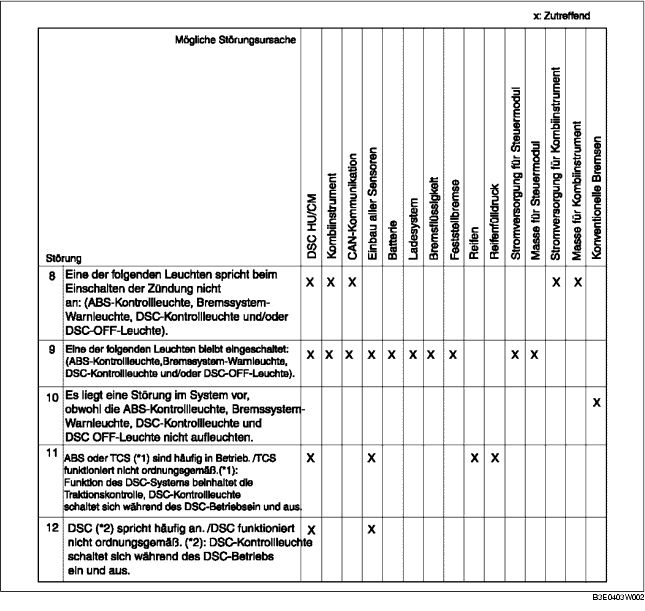 x: Zutreffend
Mögliche Störungsursache
DSC HU/CM
Kombiinstrument
CAN-Kommunikation
Einbau aller Sensoren
Batterie
Ladesystem
Bremsflüssigkeit
Feststellbremse
Reifen
Reifenfülldruck
Stromversorgung für Steuermodul
Masse für Steuermodul
Stromversorgung für Kombiinstrument
Masse für Kombiinstrument
Konventionelle Bremsen
Störung
8 Eine der folgenden Leuchten spricht beim
Einschalten der Zündung nicht
an: (ABS-Kontrollleuchte, Bremssystem-
Warnleuchte, DSC-Kontrollleuchte und/oder
DSC-OFF-Leuchte).
X X X X X
9 Eine der folgenden Leuchten bleibt eingeschaltet:
(ABS-Kontrollleuchte,Bremssystem-Warnleuchte,
DSC-Kontrollleuchte und/oder DSC-OFF-Leuchte).
X X X X X X X X X X
10 Es liegt eine Störung im System vor,
obwohl die ABS-Kontrollleuchte, Bremssystem-
Warnleuchte, DSC-Kontrollleuchte und
DSC OFF-Leuchte nicht aufleuchten.
X
11 ABS oder TCS (*1) sind häufig in Betrieb. /TCS
funktioniert nicht ordnungsgemäß.(*1):
Funktion des DSC-Systems beinhaltet die
Traktionskontrolle, DSC-Kontrollleuchte
schaltet sich während des DSC-Betriebsein und aus.
X X X X
12 DSC (*2) spricht häufig an. /DSC funktioniert
nicht ordnungsgemäß. (*2): DSC-Kontrollleuchte
schaltet sich während des DSC-Betriebs
ein und aus.
X X
B3E0403W002